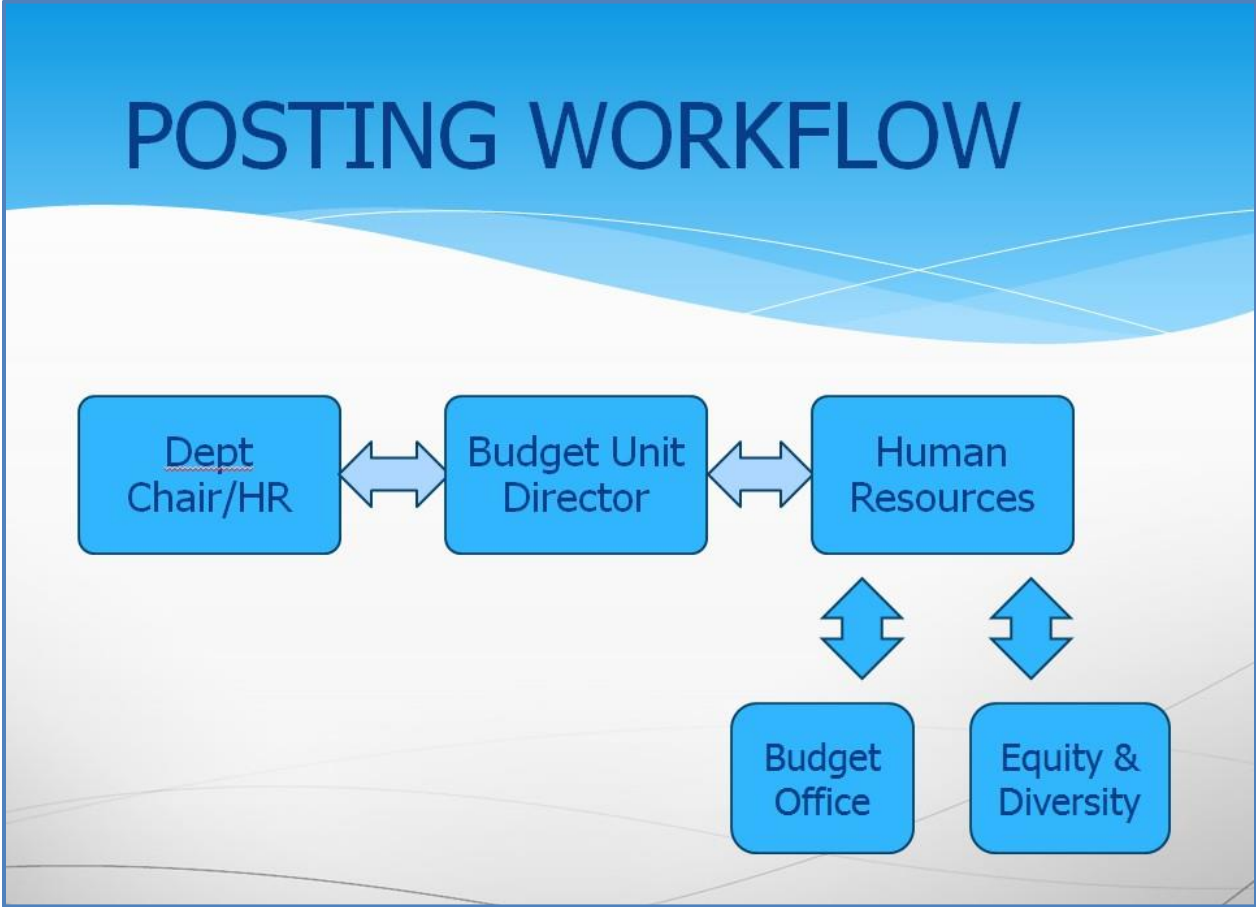 POSTING WORKFLOW
Dept
Chair/HR
Budget Unit
Director
Human
Resources
Budget
Office
Equity &
Diversity